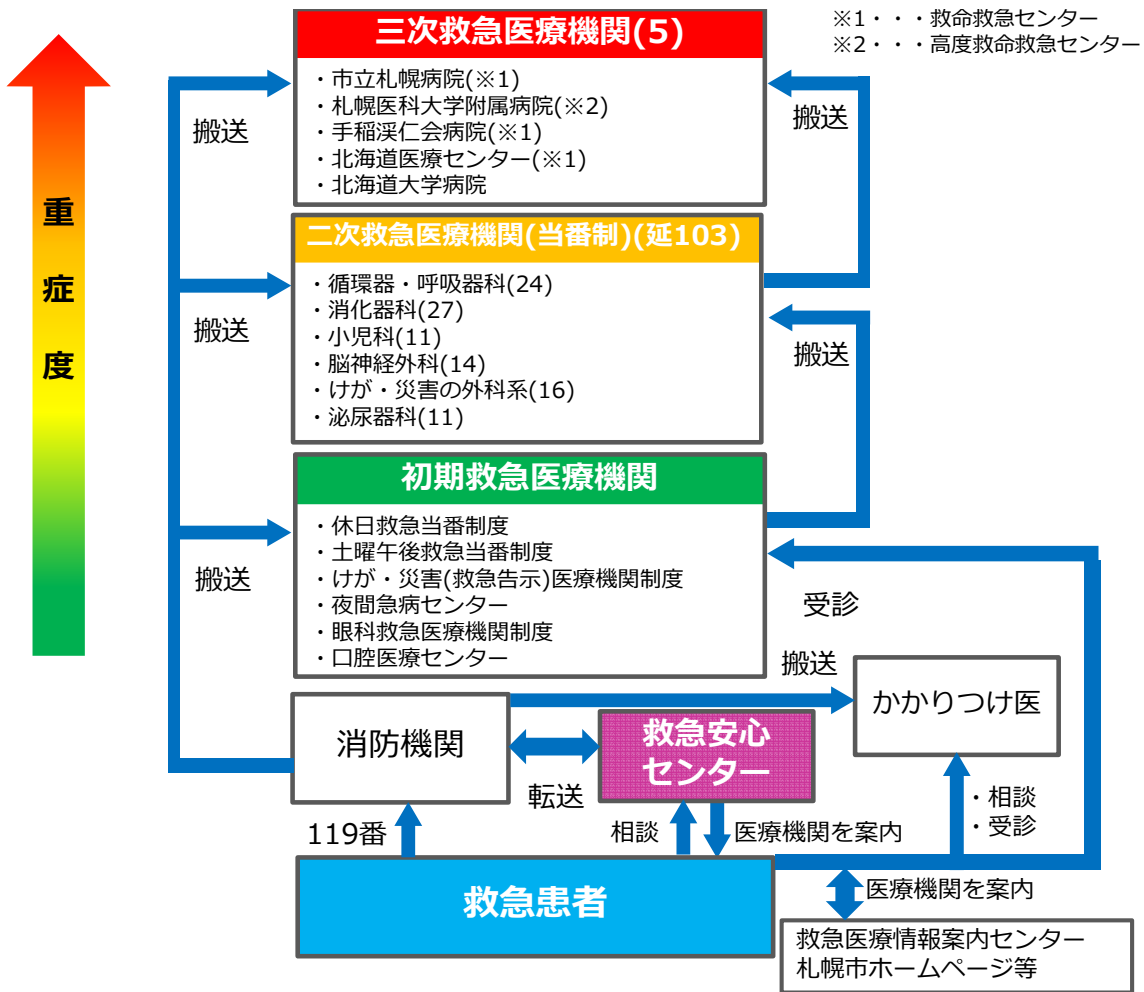 ※1・・・救命救急センター
※2・・・高度救命救急センター
三次救急医療機関(5)
・市立札幌病院(※1)
・札幌医科大学附属病院(※2)
・手稲渓仁会病院(※1)
・北海道医療センター(※1)
・北海道大学病院
搬送
搬送
重症度
二次救急医療機関(当番制)(延103)
・循環器・呼吸器科(24)
・消化器科(27)
・小児科(11)
・脳神経外科(14)
・けが・災害の外科系(16)
・泌尿器科(11)
搬送
搬送
初期救急医療機関
・休日救急当番制度
・土曜午後救急当番制度
・けが・災害(救急告示)医療機関制度
・夜間急病センター
・眼科救急医療機関制度
・口腔医療センター
搬送
受診
搬送
かかりつけ医
消防機関
救急安心
センター
転送
・相談
・受診
119番
相談
医療機関を案内
救急患者
医療機関を案内
救急医療情報案内センター
札幌市ホームページ等